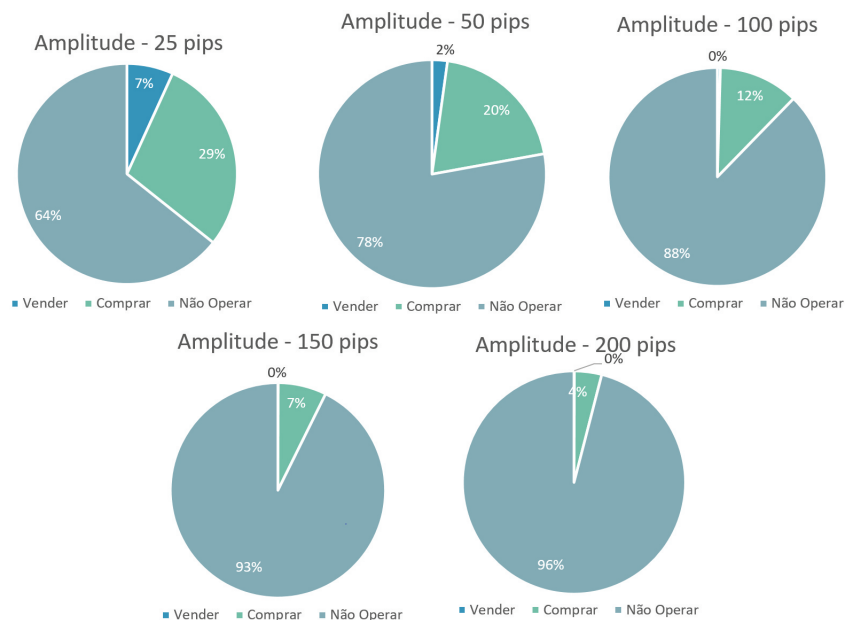 Amplitude - 25 pips
7%
29%
64%
Vender Comprar Não Operar
Amplitude - 50 pips
2%
20%
78%
Vender Comprar Não Operar
Amplitude - 100 pips
0%
12%
88%
Vender Comprar Não Operar
Amplitude - 150 pips
0%
7%
93%
Vender Comprar Não Operar
Amplitude - 200 pips
0%
4%
96%
Vender Comprar Não Operar